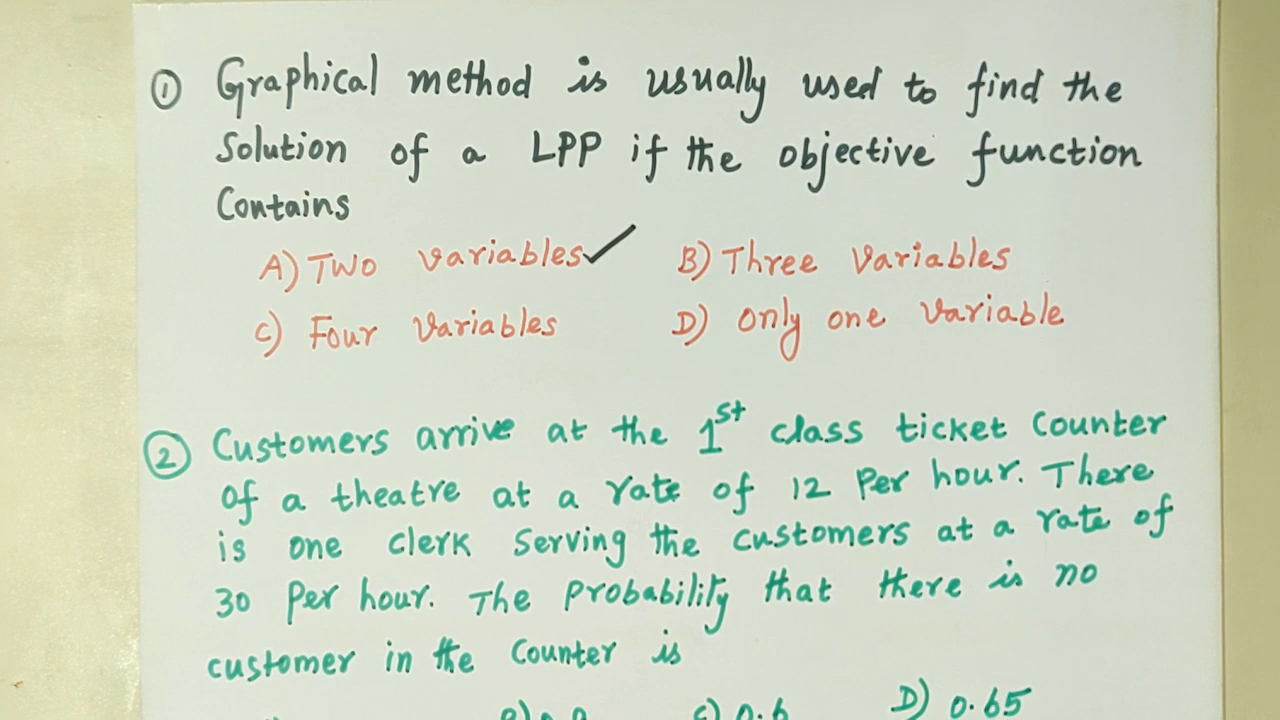 ① Graphical method is usually used to find the
Solution of a LPP if the objective function
Contains
A) Two variables✓ B) Three Variables
C) Four Variables D) only one Variable
② Customers arrive at the 1st class ticket Counter
of a theatre at a rate of 12 Per hour. There
is one clerk Serving the customers at a rate of
30 Per hour. The Probability that there is no
customer in the Counter is
C) 0.6 D) 0.65